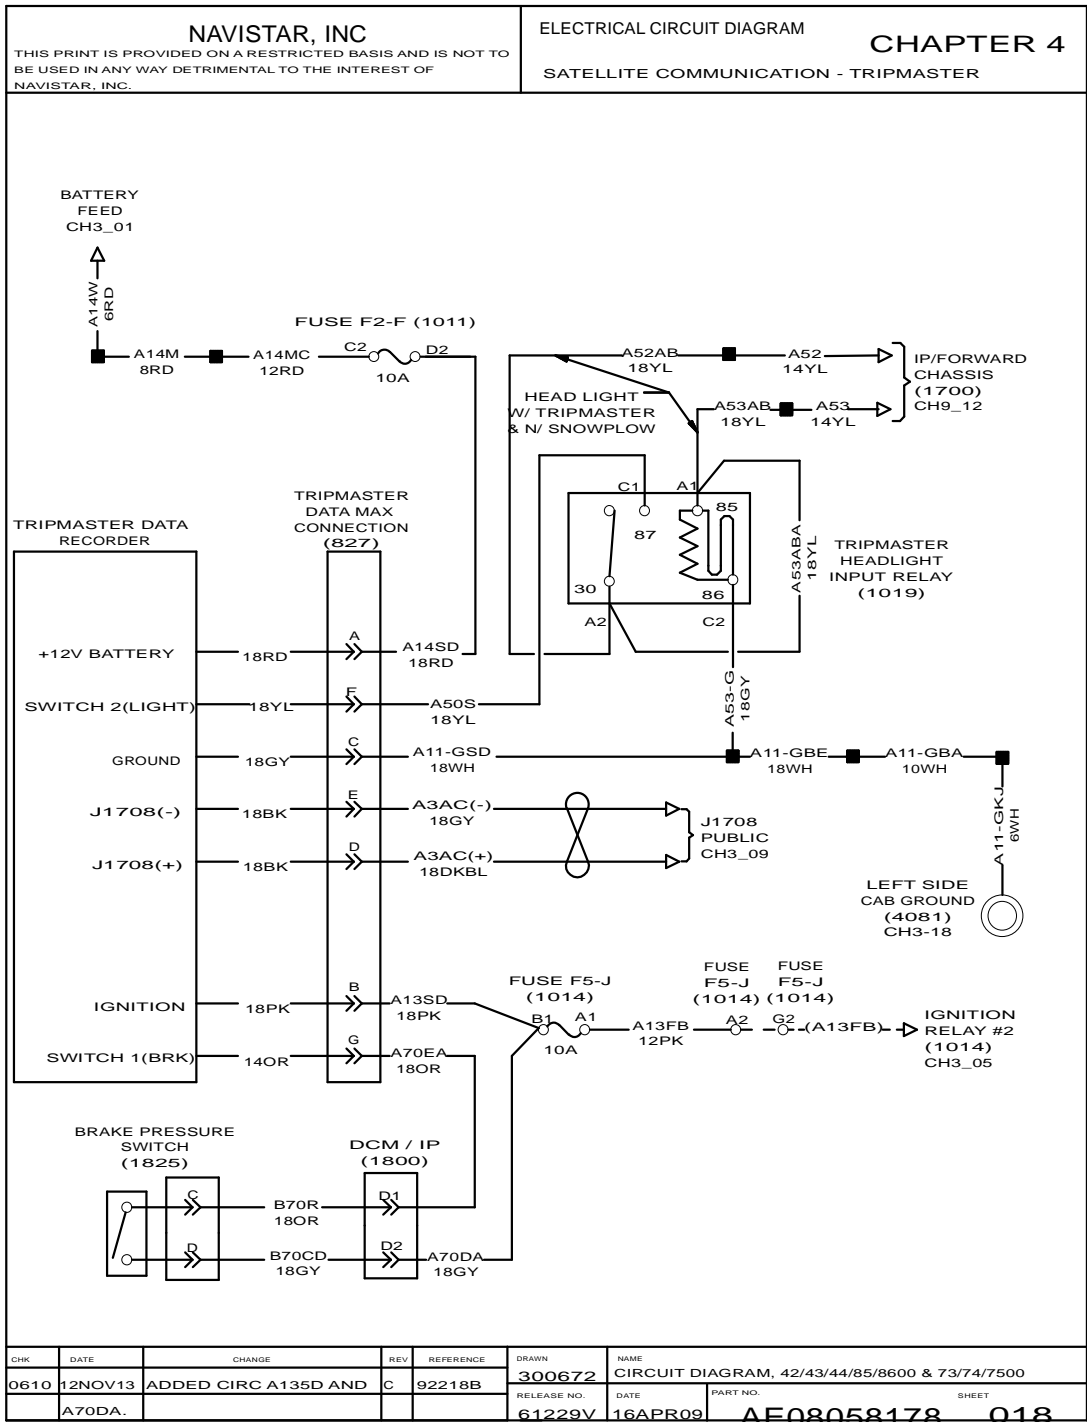 NAVISTAR, INC
THIS PRINT IS PROVIDED ON A RESTRICTED BASIS AND IS NOT TO
BE USED IN ANY WAY DETRIMENTAL TO THE INTEREST OF
NAVISTAR, INC.
ELECTRICAL CIRCUIT DIAGRAM
CHAPTER 4
SATELLITE COMMUNICATION - TRIPMASTER
BATTERY
FEED
CH3_01
A14W
6RD
FUSE F2-F (1011)
A14M
8RD
A14MC
12RD
C2
D2
10A
A52AB
18YL
A52
14YL
IP/FORWARD
CHASSIS
(1700)
CH9_12
HEAD LIGHT
W/ TRIPMASTER
& N/ SNOWPLOW
A53AB
18YL
A53
14YL
C1
A1
85
87
30
86
A2
C2
A53ABA
18YL
TRIPMASTER
HEADLIGHT
INPUT RELAY
(1019)
TRIPMASTER
DATA MAX
CONNECTION
(827)
TRIPMASTER DATA
RECORDER
+12V BATTERY
18RD
A
A14SD
18RD
SWITCH 2(LIGHT)
18YL
F
A50S
18YL
A53-G
18GY
GROUND
18GY
C
A11-GSD
18WH
A11-GBE
18WH
A11-GBA
10WH
A11-GKJ
6WH
J1708(-)
18BK
E
A3AC(-)
18GY
J1708
PUBLIC
CH3_09
J1708(+)
18BK
D
A3AC(+)
18DKBL
LEFT SIDE
CAB GROUND
(4081)
CH3-18
IGNITION
18PK
B
A13SD
18PK
FUSE F5-J
(1014)
B1
A1
10A
A13FB
12PK
FUSE
F5-J
(1014)
A2
FUSE
F5-J
(1014)
G2
(A13FB)
IGNITION
RELAY #2
(1014)
CH3_05
SWITCH 1(BRK)
14OR
G
A70EA
18OR
BRAKE PRESSURE
SWITCH
(1825)
DCM / IP
(1800)
C
B70R
18OR
D1
D
B70CD
18GY
D2
A70DA
18GY
CHK DATE CHANGE REV REFERENCE
0610 12NOV13 ADDED CIRC A135D AND C 92218B
A70DA.
DRAWN
300672
NAME
CIRCUIT DIAGRAM, 42/43/44/85/8600 & 73/74/7500
RELEASE NO.
61229V
DATE
16APR09
PART NO.
AE08058178
SHEET
018